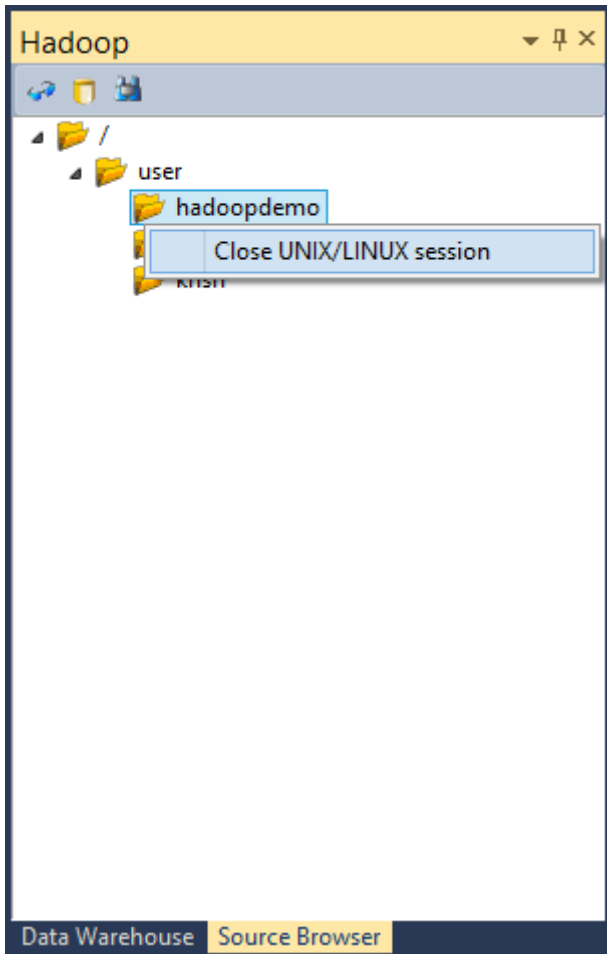 Hadoop
/
user
hadoopdemo
Close UNIX/LINUX session
Data Warehouse
Source Browser